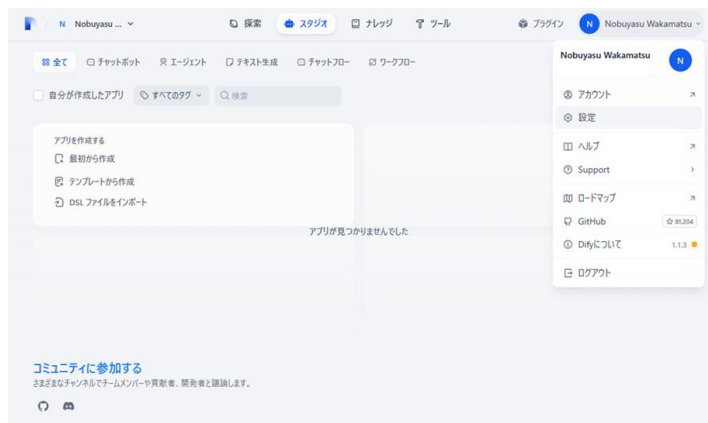 N Nobuyasu ...
探索
スタジオ
ナレッジ
ツール
プラグイン
N Nobuyasu Wakamatsu
全て
チャットボット
エージェント
テキスト生成
チャットフロー
ワークフロー
自分が作成したアプリ
すべてのタグ
検索
アプリを作成する
最初から作成
テンプレートから作成
DSL ファイルをインポート
アプリが見つかりませんでした
Nobuyasu Wakamatsu
N
アカウント
設定
ヘルプ
Support
ロードマップ
GitHub 81,204
Difyについて 1.1.3
ログアウト
コミュニティに参加する
さまざまなチャンネルでチームメンバーや貢献者、開発者と議論します。